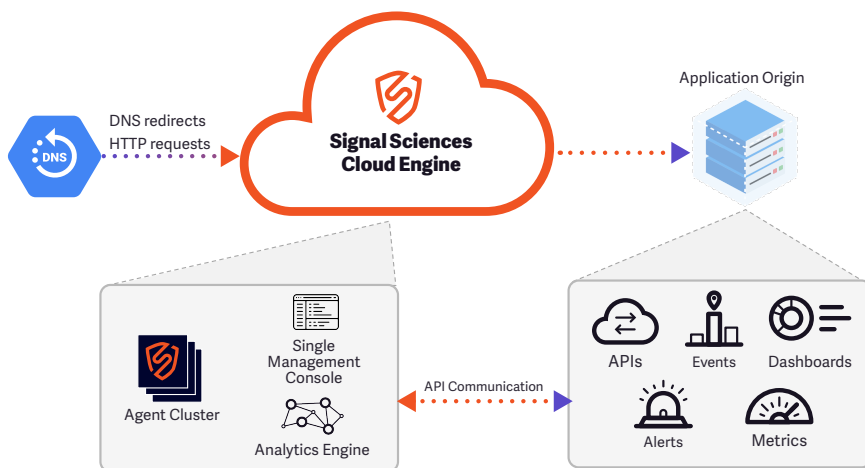 DNS redirects
HTTP requests
DNS
Signal Sciences
Cloud Engine
Application Origin
Agent Cluster
Single
Management
Console
Analytics Engine
API Communication
APIs
Events
Dashboards
Alerts
Metrics